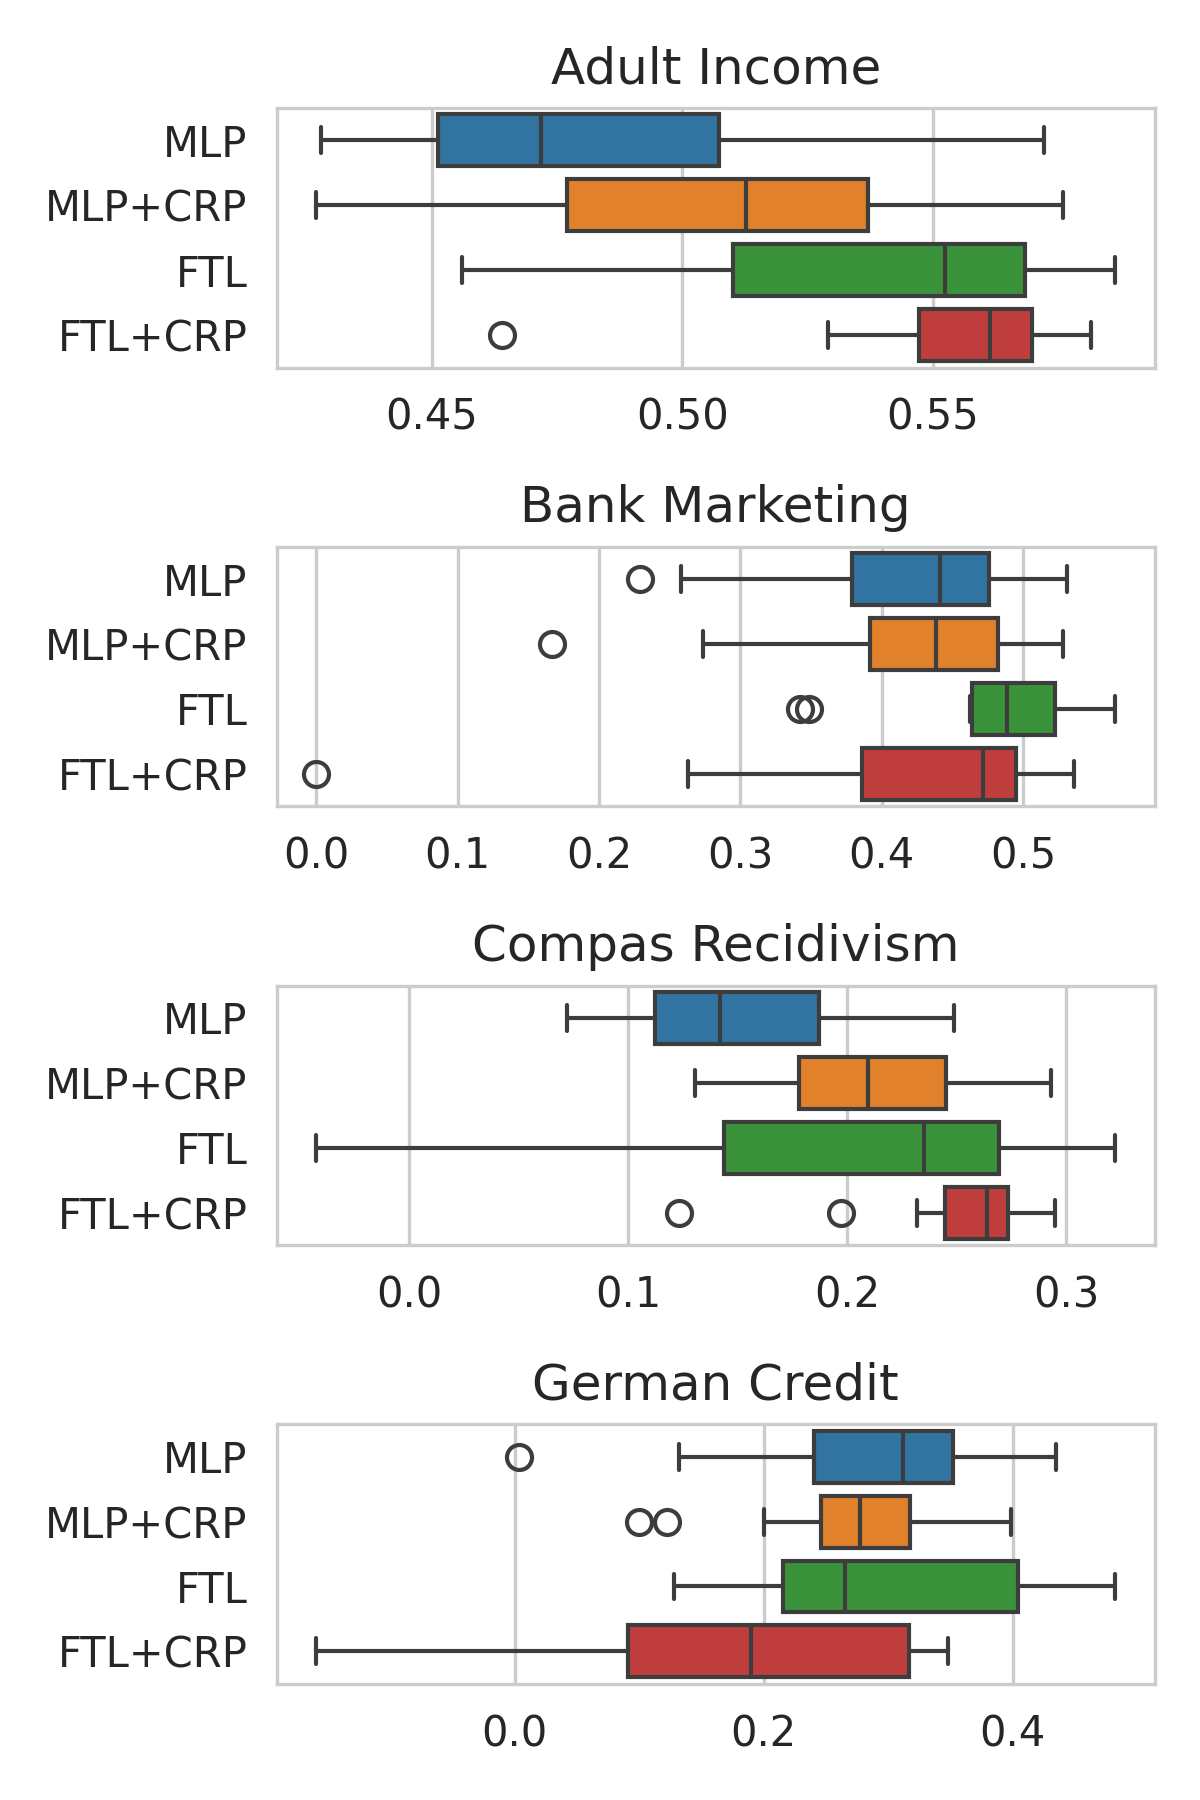 Adult Income
MLP
MLP+CRP
FTL
FTL+CRP
0.45 0.50 0.55
Bank Marketing
MLP
MLP+CRP
FTL
FTL+CRP
0.0 0.1 0.2 0.3 0.4 0.5
Compas Recidivism
MLP
MLP+CRP
FTL
FTL+CRP
0.0 0.1 0.2 0.3
German Credit
MLP
MLP+CRP
FTL
FTL+CRP
0.0 0.2 0.4